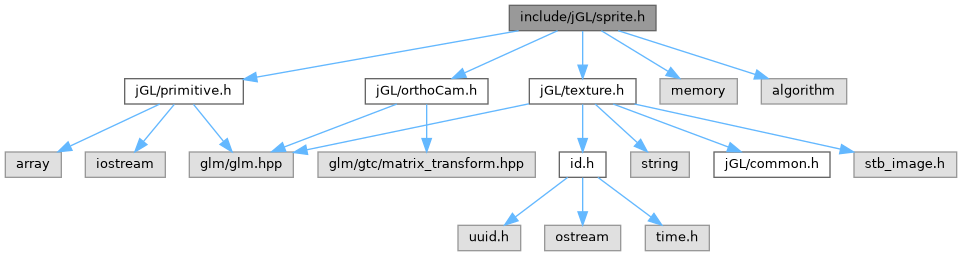 include/jGL/sprite.h
jGL/primitive.h
jGL/orthoCam.h
jGL/texture.h
memory
algorithm
array
iostream
glm/glm.hpp
glm/gtc/matrix_transform.hpp
id.h
string
jGL/common.h
stb_image.h
uuid.h
ostream
time.h